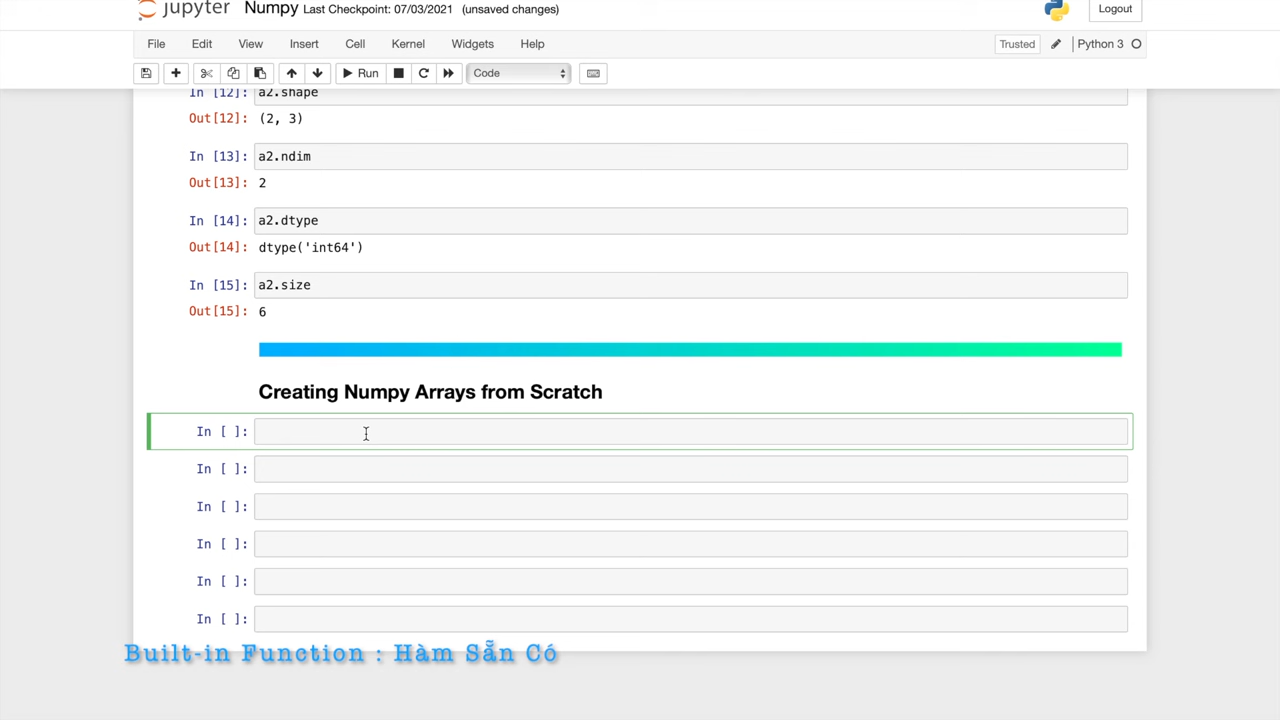 jupyter Numpy Last Checkpoint: 07/03/2021 (unsaved changes) Logout
File Edit View Insert Cell Kernel Widgets Help Trusted Python 3
Run Code
In [12]: a2.shape
Out[12]: (2, 3)
In [13]: a2.ndim
Out[13]: 2
In [14]: a2.dtype
Out[14]: dtype('int64')
In [15]: a2.size
Out[15]: 6
Creating Numpy Arrays from Scratch
In [ ]:
In [ ]:
In [ ]:
In [ ]:
In [ ]:
In [ ]:
Built-in Function : Hàm Sẵn Có